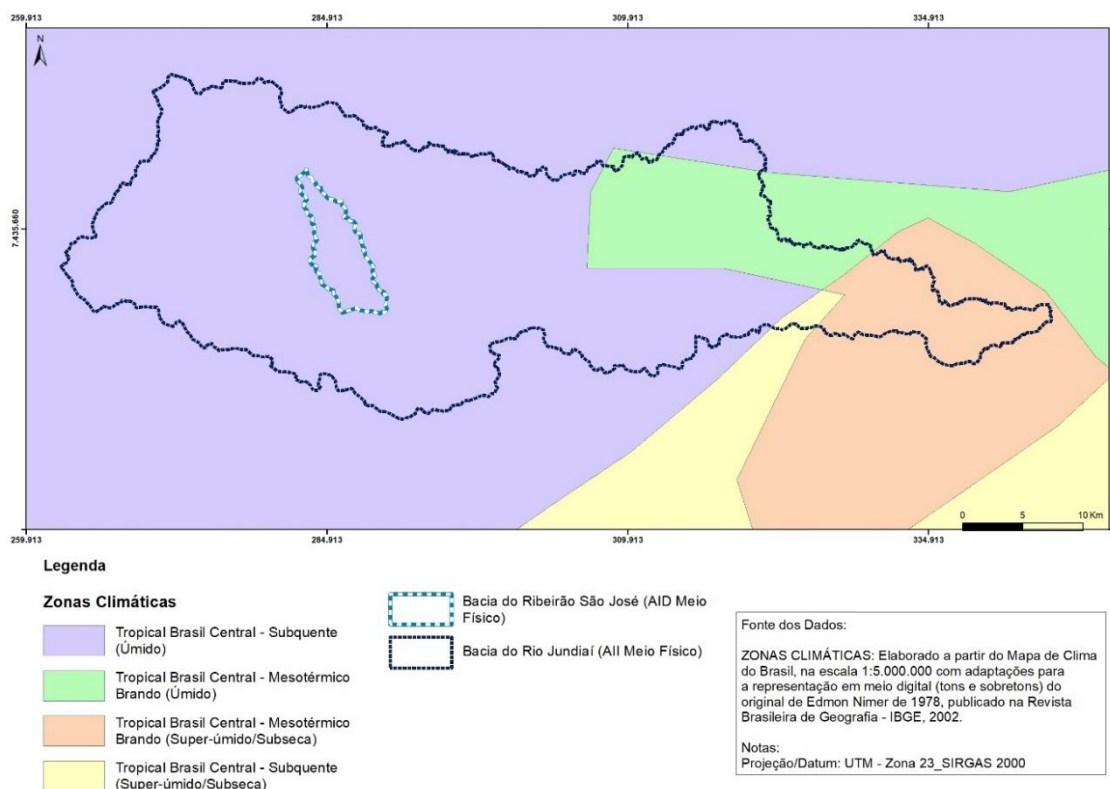 259.913 284.913 309.913 334.913
N
7.435.660
0 5 10 Km
259.913 284.913 309.913 334.913
Legenda
Zonas Climáticas
Tropical Brasil Central - Subquente
(Úmido)
Tropical Brasil Central - Mesotérmico
Brando (Úmido)
Tropical Brasil Central - Mesotérmico
Brando (Super-úmido/Subseca)
Tropical Brasil Central - Subquente
(Super-úmido/Subseca)
Bacia do Ribeirão São José (AID Meio
Físico)
Bacia do Rio Jundiaí (AII Meio Físico)
Fonte dos Dados:
ZONAS CLIMÁTICAS: Elaborado a partir do Mapa de Clima
do Brasil, na escala 1:5.000.000 com adaptações para
a representação em meio digital (tons e sobretons) do
original de Edmon Nimer de 1978, publicado na Revista
Brasileira de Geografia - IBGE, 2002.
Notas:
Projeção/Datum: UTM - Zona 23_SIRGAS 2000